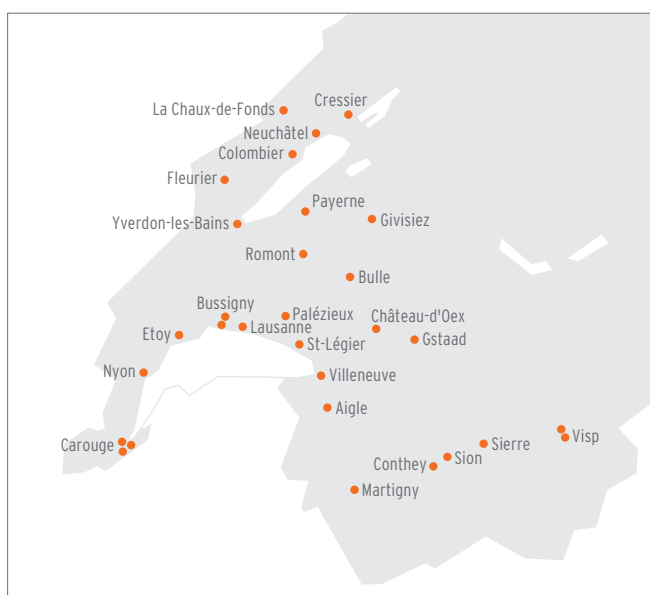 Cressier
La Chaux-de-Fonds
Neuchâtel
Colombier
Fleurier
Payerne
Givisiez
Yverdon-les-Bains
Romont
Bulle
Bussigny
Palézieux
Château-d'Oex
Lausanne
Etoy
Gstaad
St-Légier
Nyon
Villeneuve
Aigle
Visp
Carouge
Sierre
Sion
Conthey
Martigny